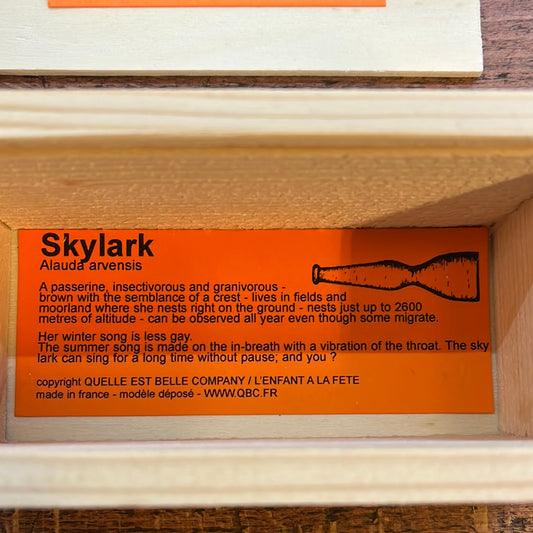 Skylark
Alauda arvensis
A passerine, insectivorous and granivorous -
brown with the semblance of a crest - lives in fields and
moorland where she nests right on the ground - nests just up to 2600
metres of altitude - can be observed all year even though some migrate.
Her winter song is less gay.
The summer song is made on the in-breath with a vibration of the throat. The sky
lark can sing for a long time without pause; and you ?
copyright QUELLE EST BELLE COMPANY / L'ENFANT A LA FETE
made in france - modèle déposé - WWW.QBC.FR